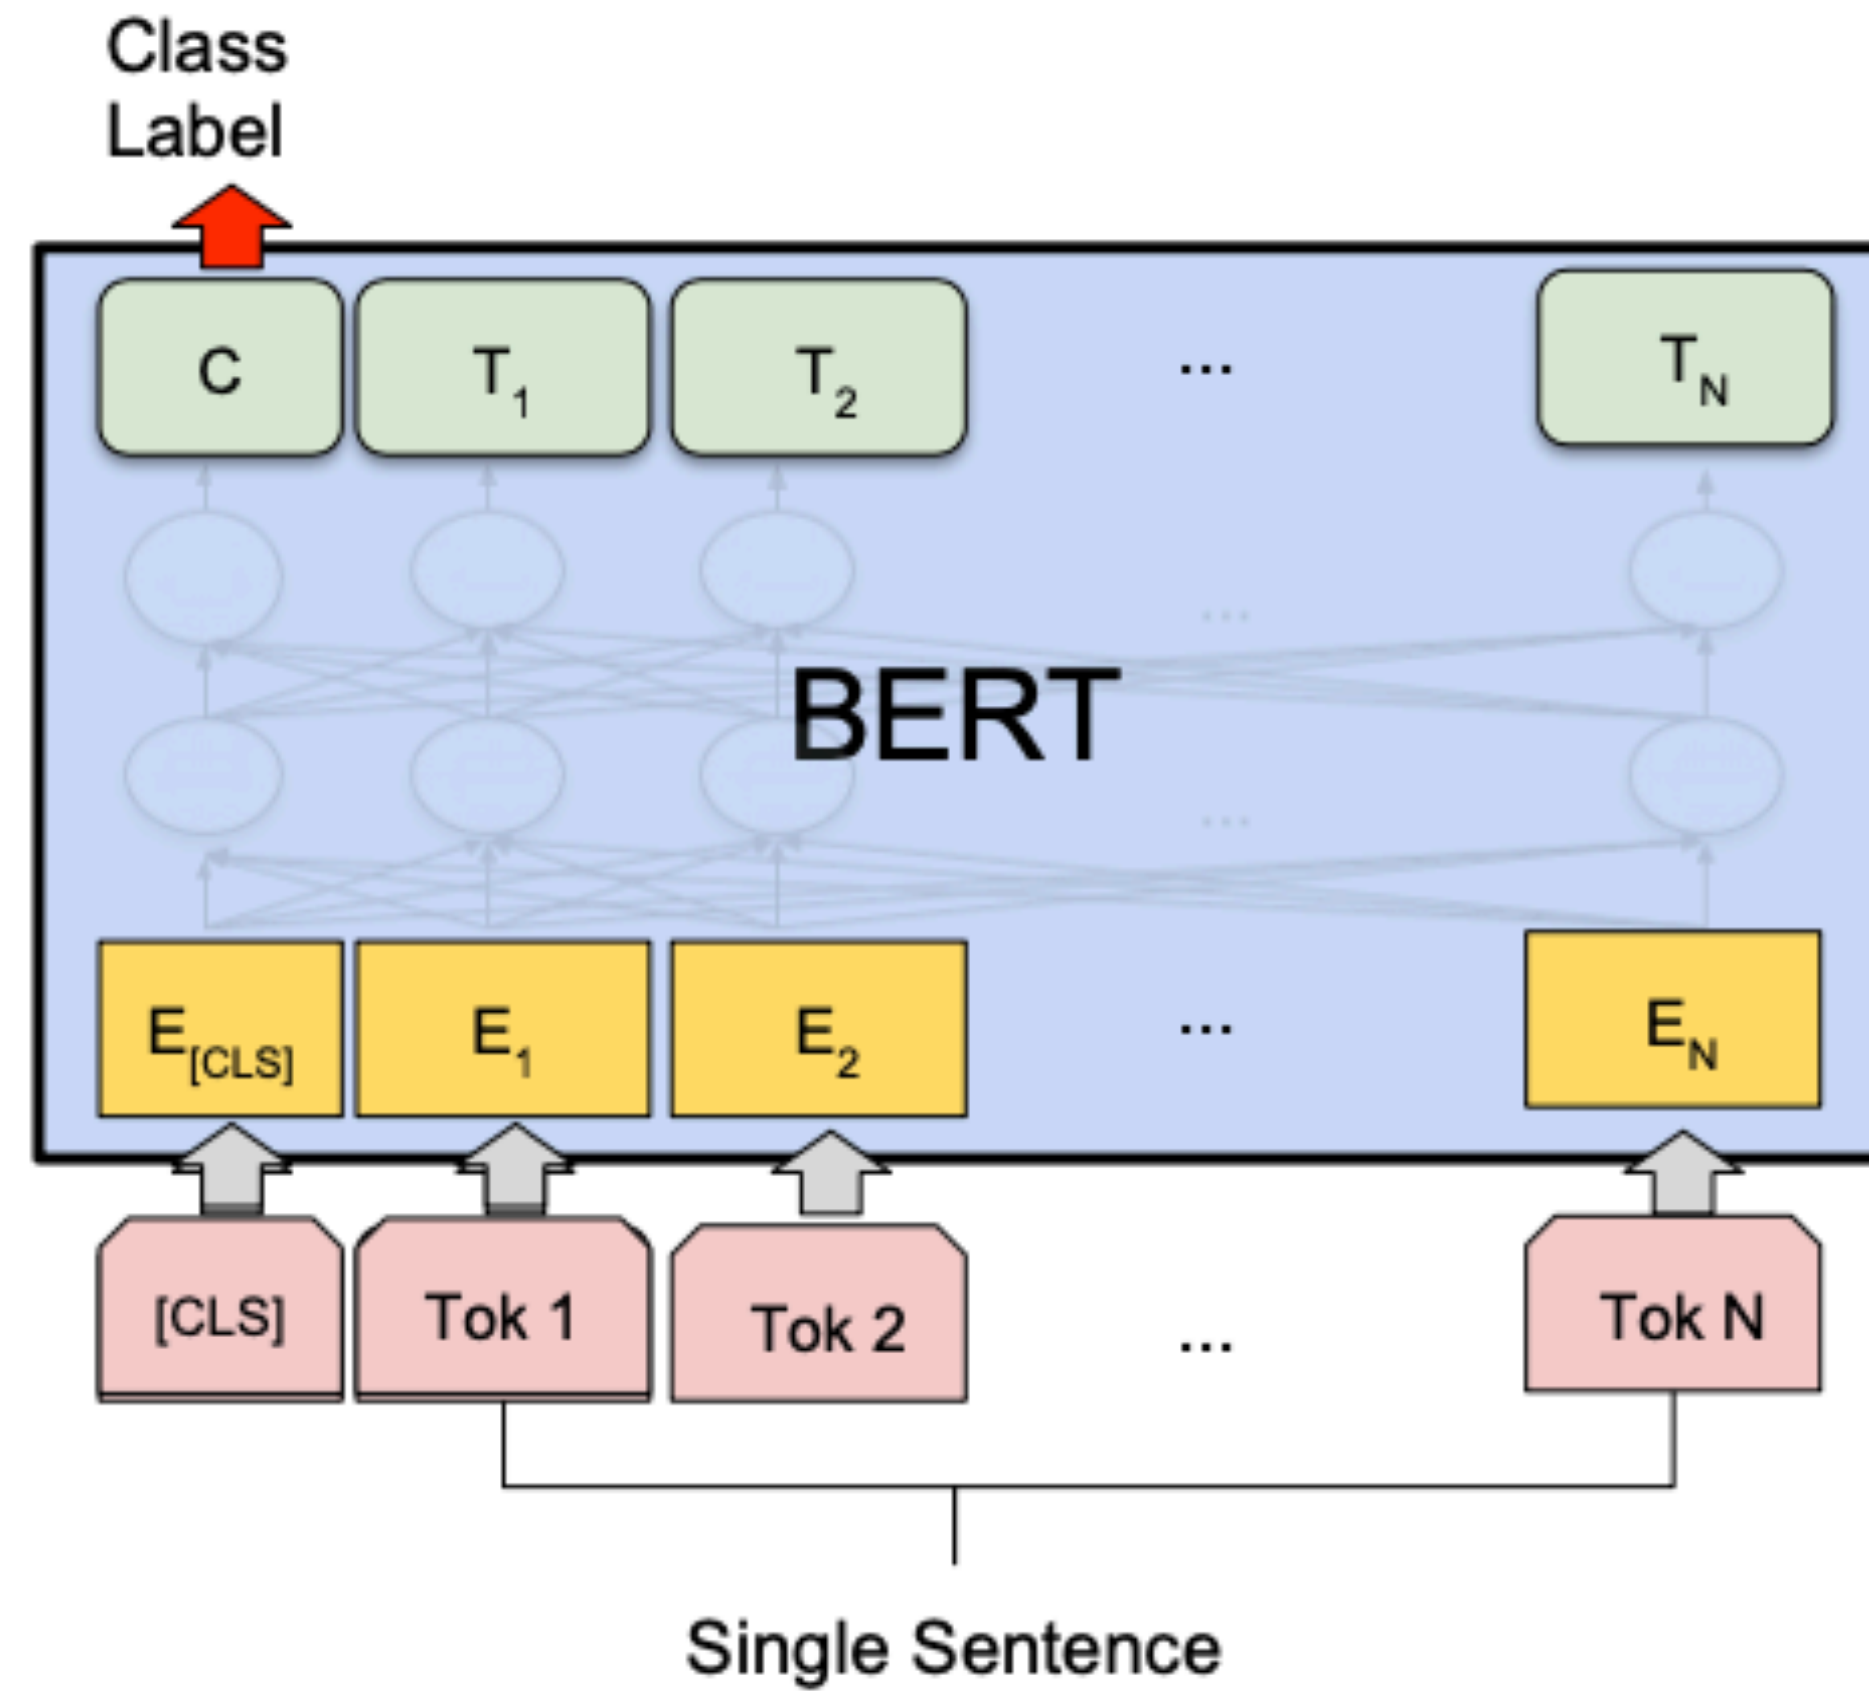 Class
Label
C T1 T2 ... TN
...
BERT
...
E[CLS] E1 E2 ... EN
[CLS] Tok 1 Tok 2 ... Tok N
Single Sentence